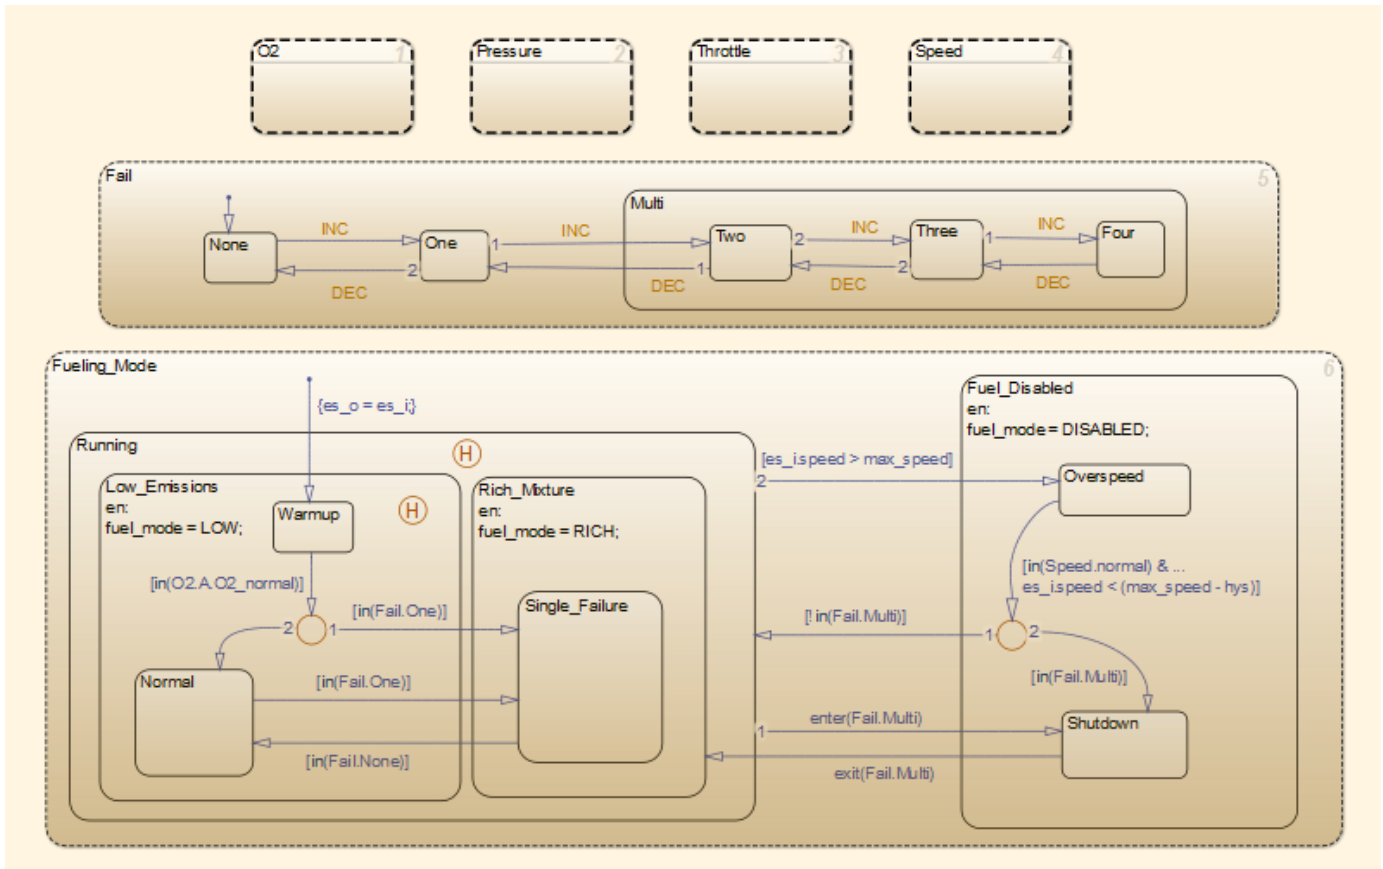 O2 1
Pressure 2
Throttle 3
Speed 4
Fail 5
Multi
None
INC
One
1
INC
Two
2
INC
Three
1
INC
Four
2
DEC
1
DEC
2
DEC
DEC
Fueling_Mode 6
{es_o = es_i;}
Running
H
Low_Emissions
en:
fuel_mode = LOW;
H
Warmup
[in(O2.A.O2_normal)]
2
1
[in(Fail.One)]
Normal
[in(Fail.One)]
[in(Fail.None)]
Rich_Mixture
en:
fuel_mode = RICH;
Single_Failure
[es_i.speed > max_speed]
2
[! in(Fail.Multi)]
1
enter(Fail.Multi)
exit(Fail.Multi)
Fuel_Disabled
en:
fuel_mode = DISABLED;
Overspeed
[in(Speed.normal) & ...
es_i.speed < (max_speed - hys)]
1
2
[in(Fail.Multi)]
Shutdown